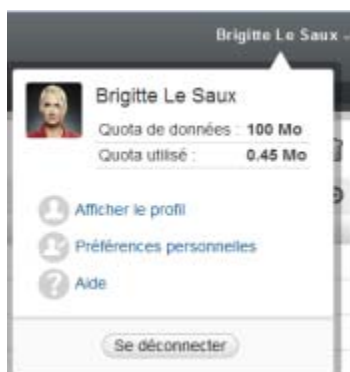 Brigitte Le Saux
Brigitte Le Saux
Quota de données : 100 Mo
Quota utilisé : 0.45 Mo
Afficher le profil
Préférences personnelles
Aide
Se déconnecter